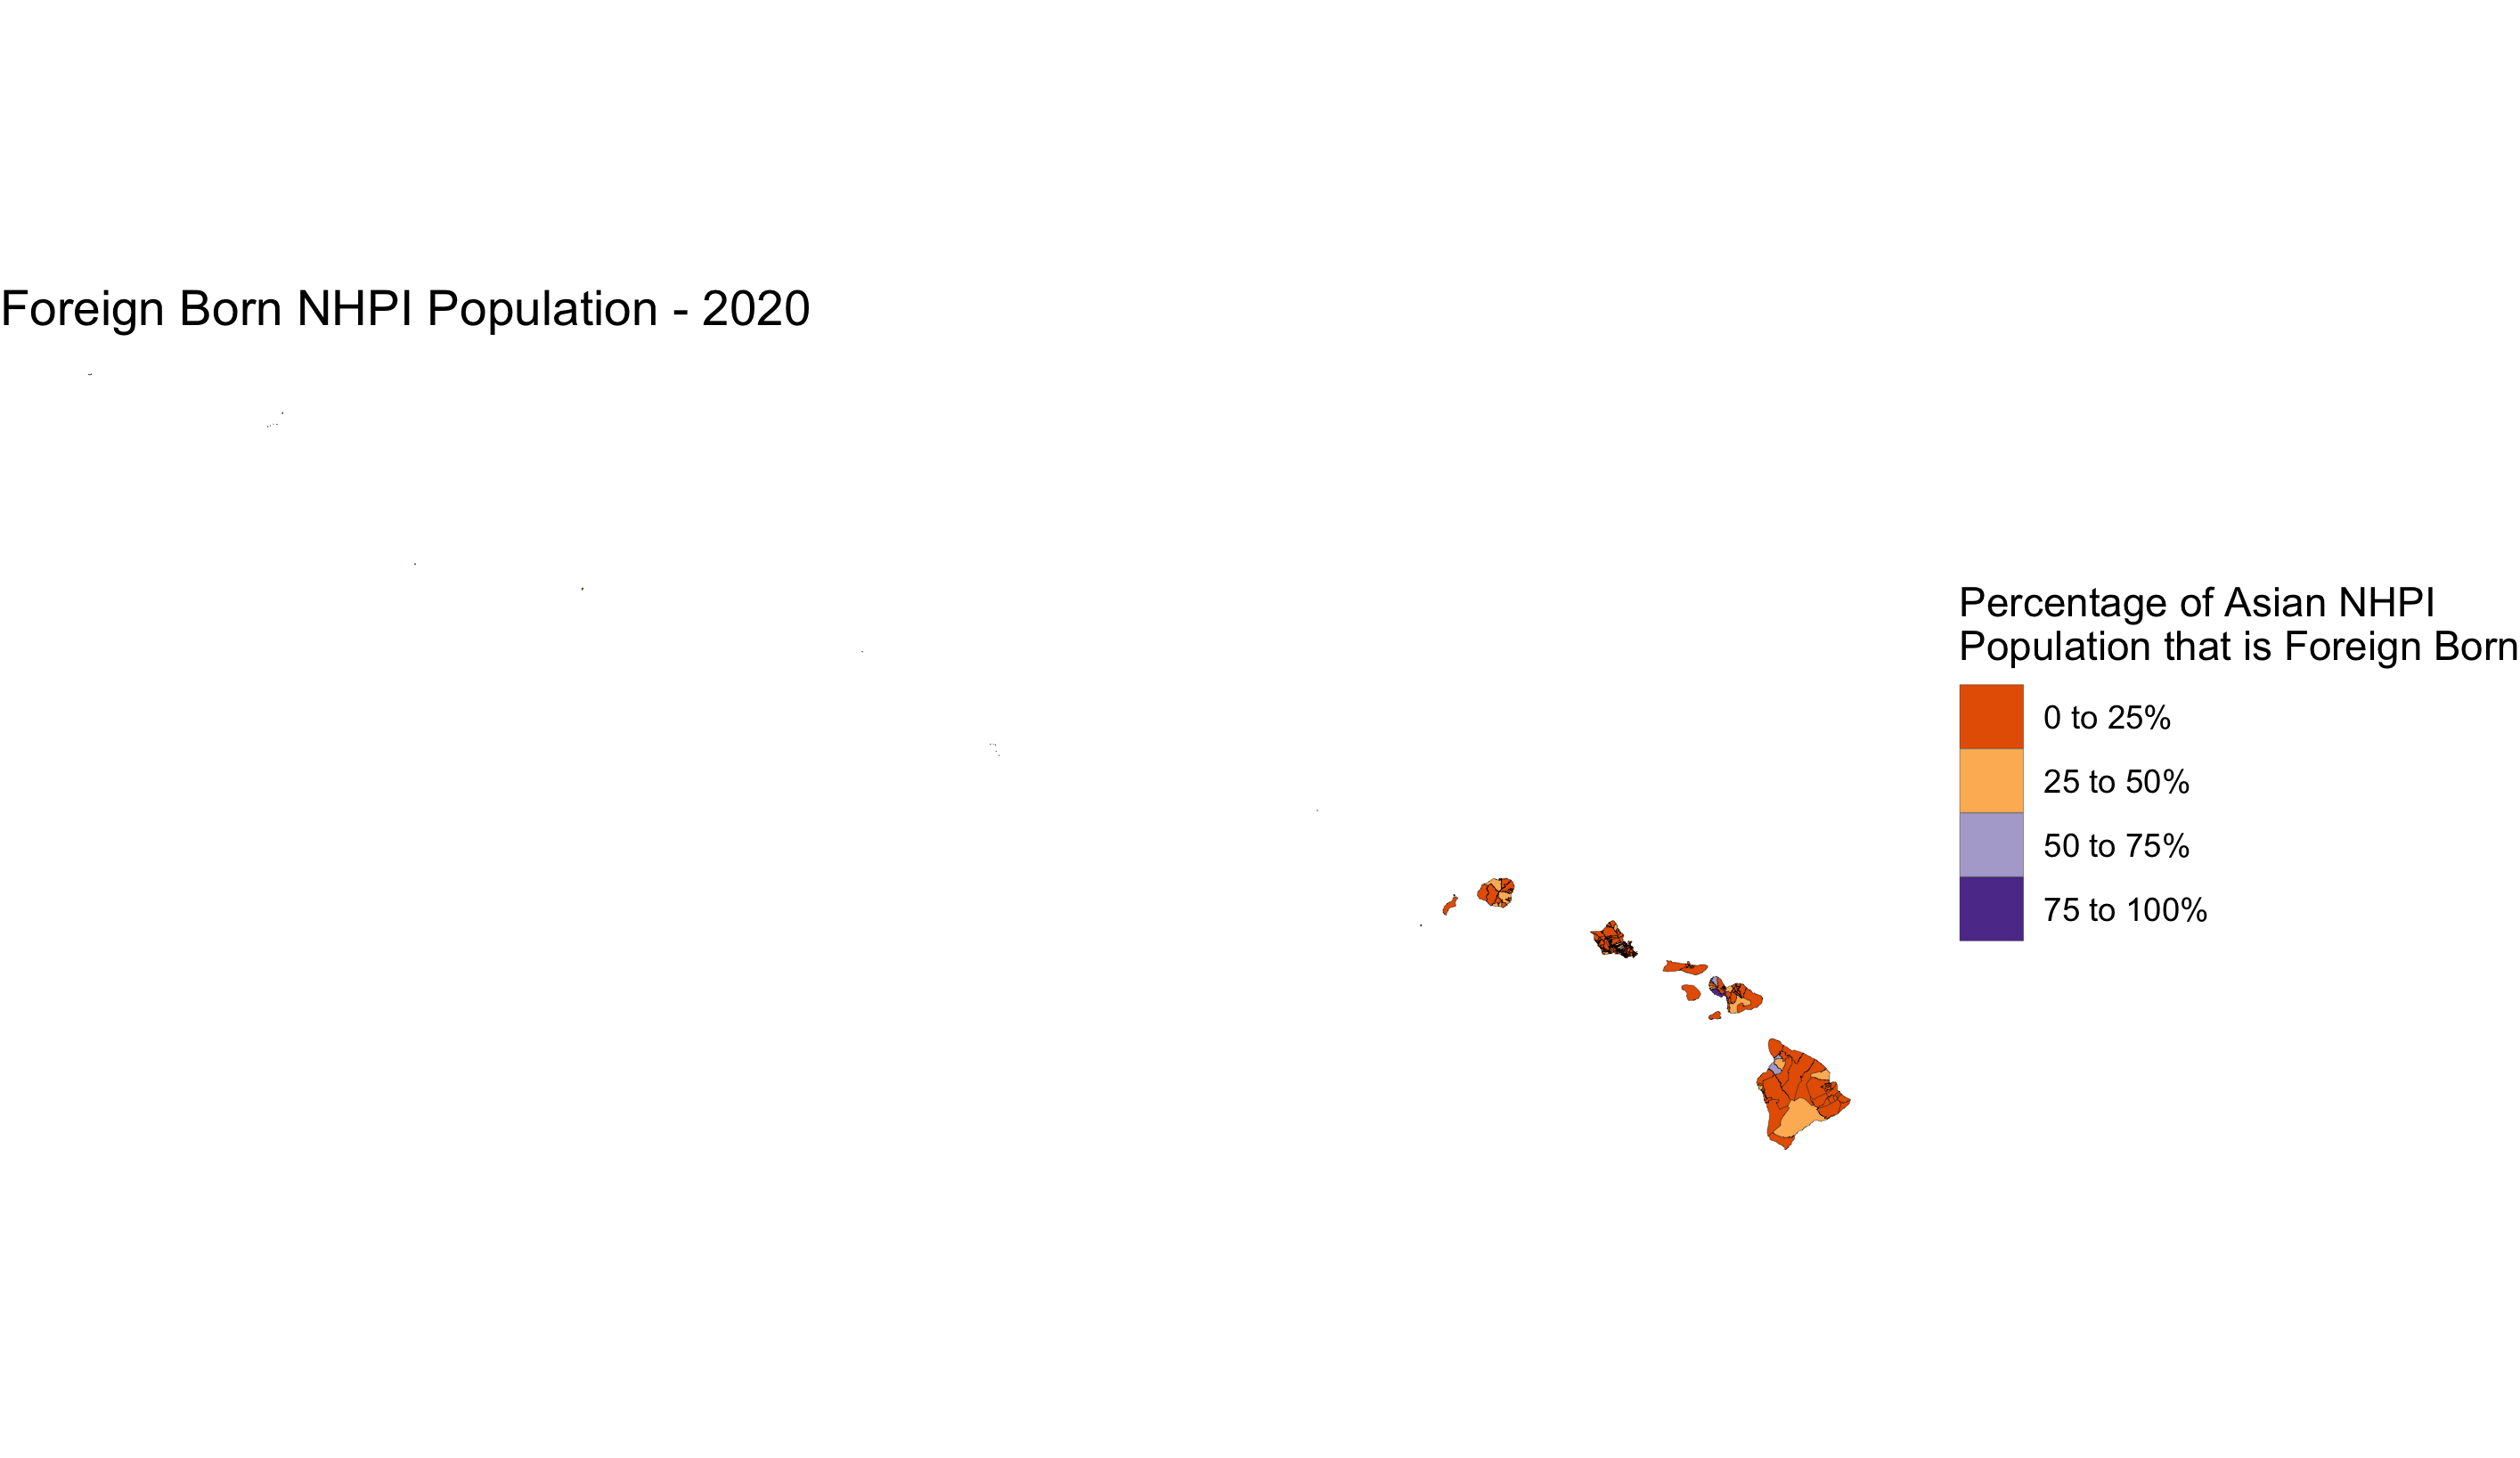 Foreign Born NHPI Population - 2020
Percentage of Asian NHPI
Population that is Foreign Born
0 to 25%
25 to 50%
50 to 75%
75 to 100%